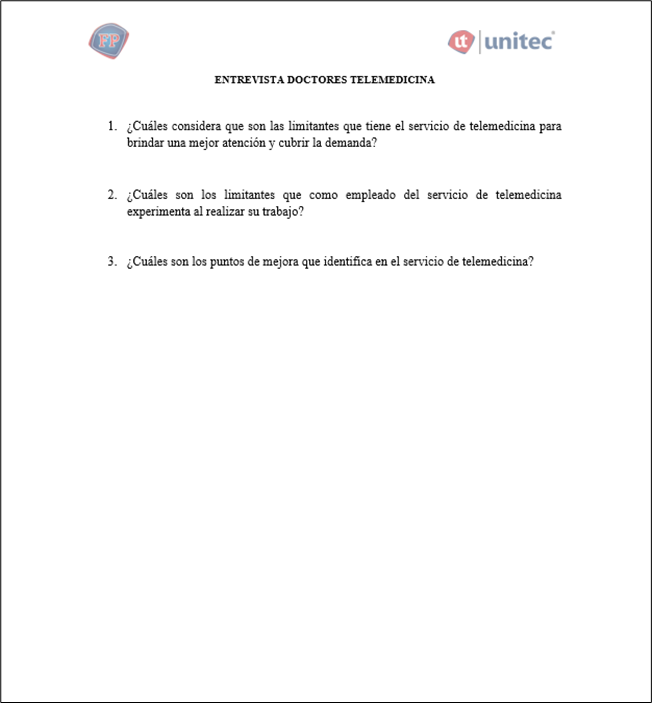 FP
ut unitec®
ENTREVISTA DOCTORES TELEMEDICINA
1. ¿Cuáles considera que son las limitantes que tiene el servicio de telemedicina para
brindar una mejor atención y cubrir la demanda?
2. ¿Cuáles son los limitantes que como empleado del servicio de telemedicina
experimenta al realizar su trabajo?
3. ¿Cuáles son los puntos de mejora que identifica en el servicio de telemedicina?